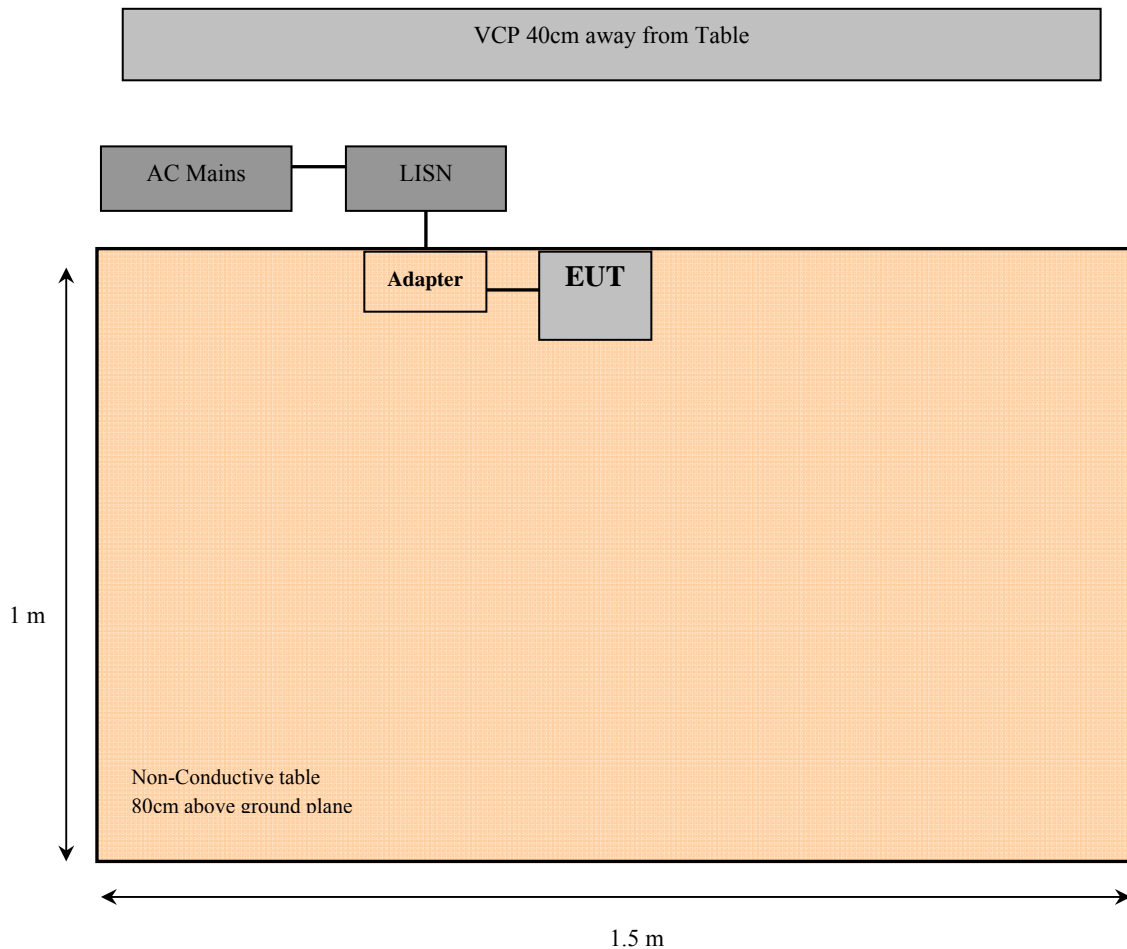 VCP 40cm away from Table
AC Mains
LISN
Adapter
EUT
1 m
Non-Conductive table
80cm above ground plane
1.5 m